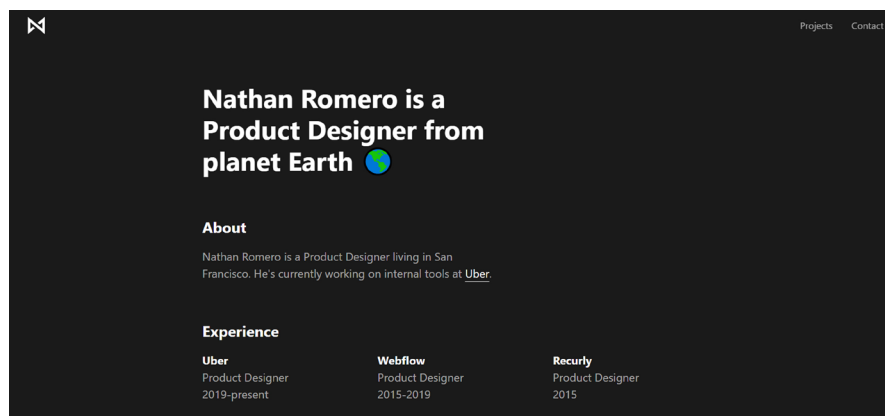 Projects Contact
Nathan Romero is a
Product Designer from
planet Earth 🌎
About
Nathan Romero is a Product Designer living in San
Francisco. He's currently working on internal tools at Uber.
Experience
Uber Webflow Recurly
Product Designer Product Designer Product Designer
2019-present 2015-2019 2015